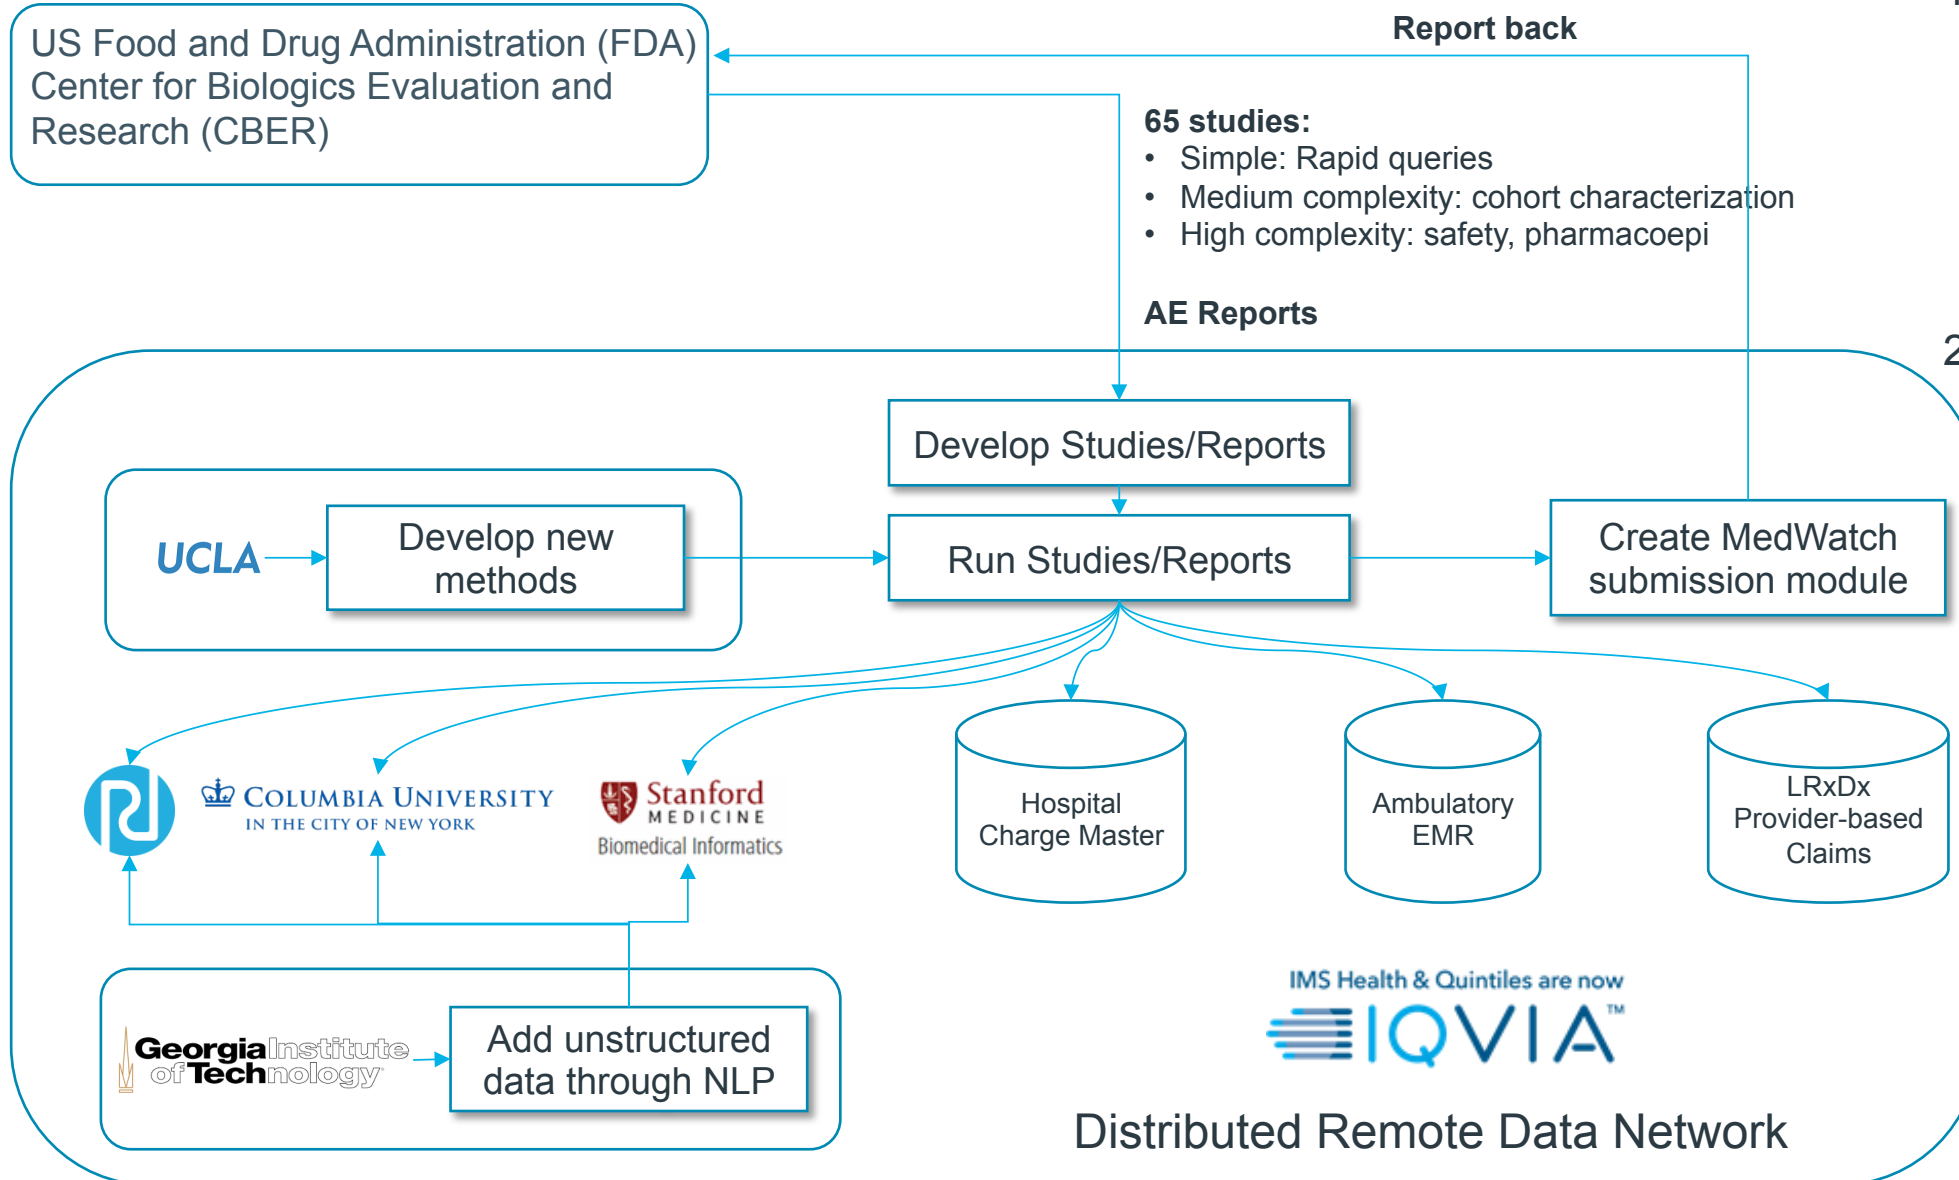 US Food and Drug Administration (FDA)
Center for Biologics Evaluation and
Research (CBER)
Report back
65 studies:
• Simple: Rapid queries
• Medium complexity: cohort characterization
• High complexity: safety, pharmacoepi
AE Reports
2
Develop Studies/Reports
UCLA
Develop new
methods
Run Studies/Reports
Create MedWatch
submission module
COLUMBIA UNIVERSITY
IN THE CITY OF NEW YORK
Stanford
MEDICINE
Biomedical Informatics
Hospital
Charge Master
Ambulatory
EMR
LRxDx
Provider-based
Claims
Georgia Institute
of Technology
Add unstructured
data through NLP
IMS Health & Quintiles are now
IQVIA™
Distributed Remote Data Network